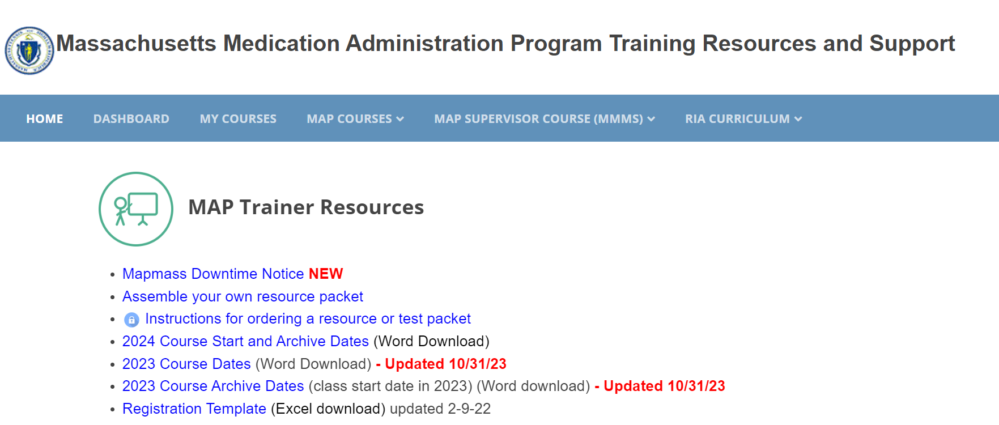 Massachusetts Medication Administration Program Training Resources and Support
HOME DASHBOARD MY COURSES MAP COURSES MAP SUPERVISOR COURSE (MMMS) RIA CURRICULUM
MAP Trainer Resources
• Mapmass Downtime Notice NEW
• Assemble your own resource packet
• Instructions for ordering a resource or test packet
• 2024 Course Start and Archive Dates (Word Download)
• 2023 Course Dates (Word Download) - Updated 10/31/23
• 2023 Course Archive Dates (class start date in 2023) (Word download) - Updated 10/31/23
• Registration Template (Excel download) updated 2-9-22